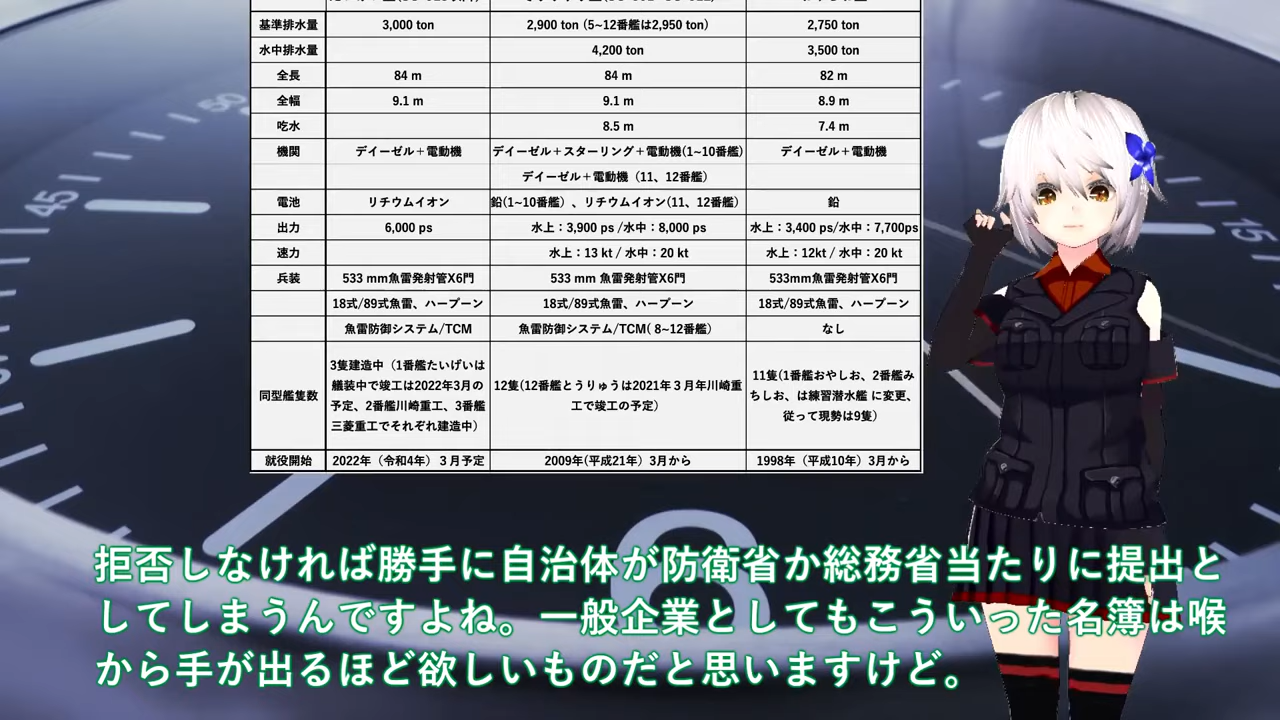 基準排水量 3,000 ton 2,900 ton (5~12番艦は2,950 ton) 2,750 ton
水中排水量 4,200 ton 3,500 ton
全長 84 m 84 m 82 m
全幅 9.1 m 9.1 m 8.9 m
吃水 8.5 m 7.4 m
機関 デイーゼル＋電動機 デイーゼル＋スターリング＋電動機(1~10番艦) デイーゼル＋電動機
デイーゼル＋電動機（11、12番艦）
電池 リチウムイオン 鉛(1~10番艦）、リチウムイオン(11、12番艦） 鉛
出力 6,000 ps 水上：3,900 ps /水中：8,000 ps 水上：3,400 ps/水中：7,700ps
速力 水上：13 kt / 水中：20 kt 水上：12kt / 水中：20 kt
兵装 533 mm魚雷発射管X6門 533 mm 魚雷発射管X6門 533mm魚雷発射管X6門
18式/89式魚雷、ハープーン 18式/89式魚雷、ハープーン 18式/89式魚雷、ハープーン
魚雷防御システム/TCM 魚雷防御システム/TCM( 8~12番艦） なし
同型艦隻数
3隻建造中（1番艦たいげいは
艤装中で竣工は2022年3月の
予定、2番艦川崎重工、3番艦
三菱重工でそれぞれ建造中）
12隻(12番艦とうりゅうは2021年３月年川崎重
工で竣工の予定）
11隻(1番艦おやしお、2番艦み
ちしお、は練習潜水艦 に変更、
従って現勢は9隻）
就役開始 2022年（令和4年）３月予定 2009年(平成21年）3月から 1998年（平成10年）3月から
50
45
15
拒否しなければ勝手に自治体が防衛省か総務省当たりに提出と
してしまうんですよね。一般企業としてもこういった名簿は喉
から手が出るほど欲しいものだと思いますけど。